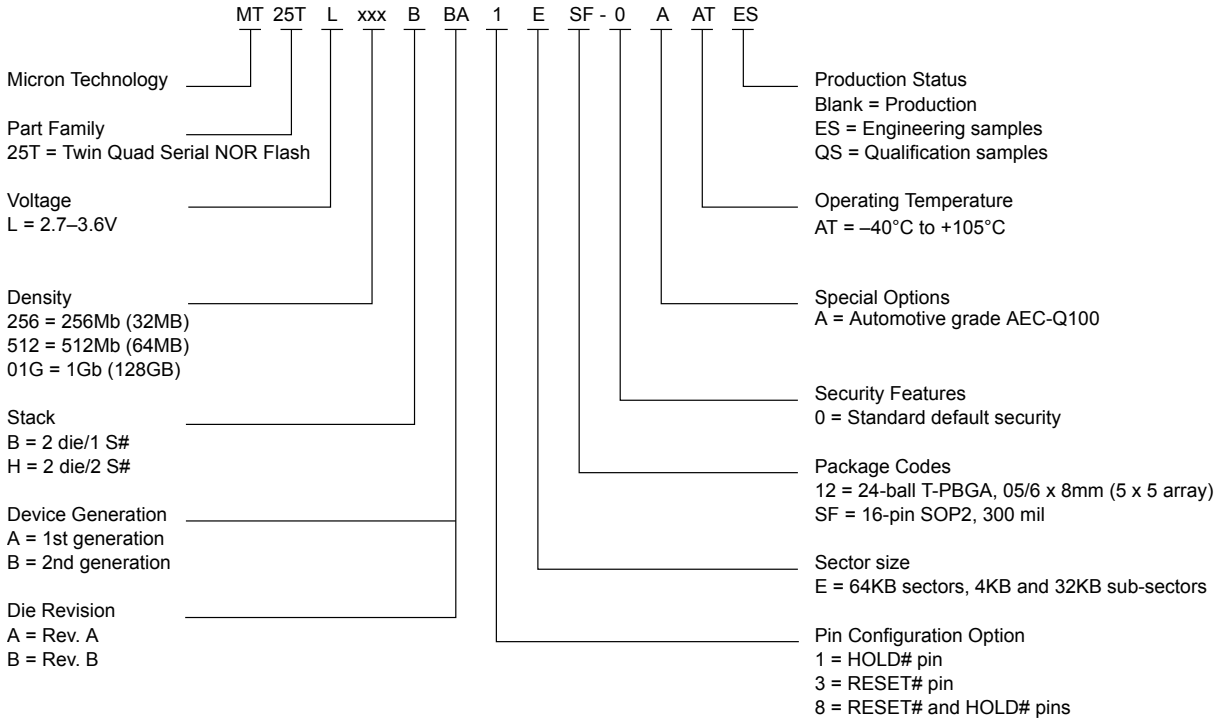 MT 25T L xxx B BA 1 E SF - 0 A AT ES
Micron Technology
Part Family
25T = Twin Quad Serial NOR Flash
Voltage
L = 2.7–3.6V
Density
256 = 256Mb (32MB)
512 = 512Mb (64MB)
01G = 1Gb (128GB)
Stack
B = 2 die/1 S#
H = 2 die/2 S#
Device Generation
A = 1st generation
B = 2nd generation
Die Revision
A = Rev. A
B = Rev. B
Production Status
Blank = Production
ES = Engineering samples
QS = Qualification samples
Operating Temperature
AT = –40°C to +105°C
Special Options
A = Automotive grade AEC-Q100
Security Features
0 = Standard default security
Package Codes
12 = 24-ball T-PBGA, 05/6 x 8mm (5 x 5 array)
SF = 16-pin SOP2, 300 mil
Sector size
E = 64KB sectors, 4KB and 32KB sub-sectors
Pin Configuration Option
1 = HOLD# pin
3 = RESET# pin
8 = RESET# and HOLD# pins